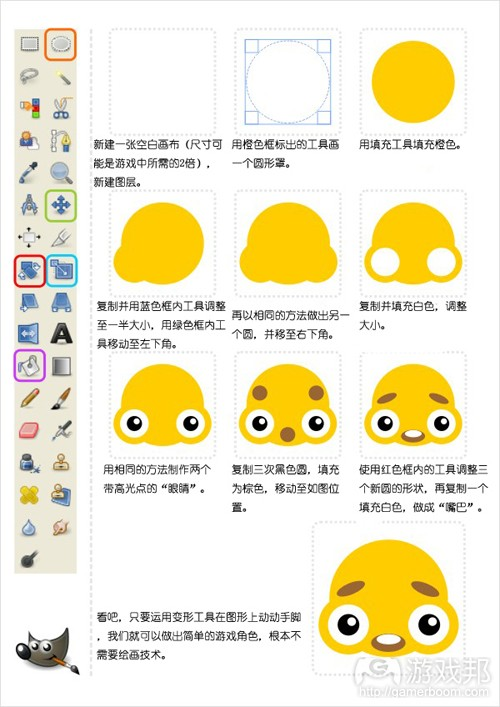 新建一张空白画布（尺寸可
能是游戏中所需的2倍），
新建图层。
用橙色框标出的工具画
一个圆形罩。
用填充工具填充橙色。
复制并用蓝色框内工具调整
至一半大小，用绿色框内工
具移动至左下角。
再以相同的方法做出另一
个圆，并移至右下角。
复制并填充白色，调整
大小。
用相同的方法制作两个
带高光点的“眼睛”。
复制三次黑色圆，填充
为棕色，移动至如图位
置。
使用红色框内的工具调整三
个新圆的形状，再复制一个
填充白色，做成“嘴巴”。
看吧，只要运用变形工具在图形上动动手脚
，我们就可以做出简单的游戏角色，根本不
需要绘画技术。
A
游戏邦
http://gamerboom.com